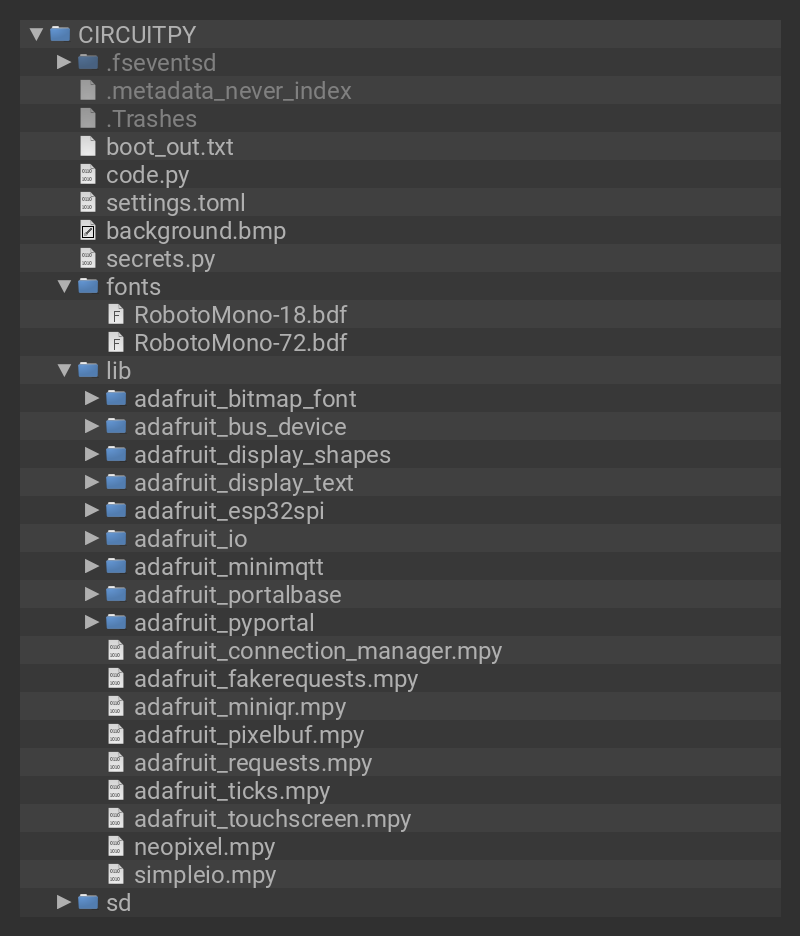 CIRCUITPY
.fseventsd
.metadata_never_index
.Trashes
boot_out.txt
code.py
settings.toml
background.bmp
secrets.py
fonts
RobotoMono-18.bdf
RobotoMono-72.bdf
lib
adafruit_bitmap_font
adafruit_bus_device
adafruit_display_shapes
adafruit_display_text
adafruit_esp32spi
adafruit_io
adafruit_minimqtt
adafruit_portalbase
adafruit_pyportal
adafruit_connection_manager.mpy
adafruit_fakerequests.mpy
adafruit_miniqr.mpy
adafruit_pixelbuf.mpy
adafruit_requests.mpy
adafruit_ticks.mpy
adafruit_touchscreen.mpy
neopixel.mpy
simpleio.mpy
sd